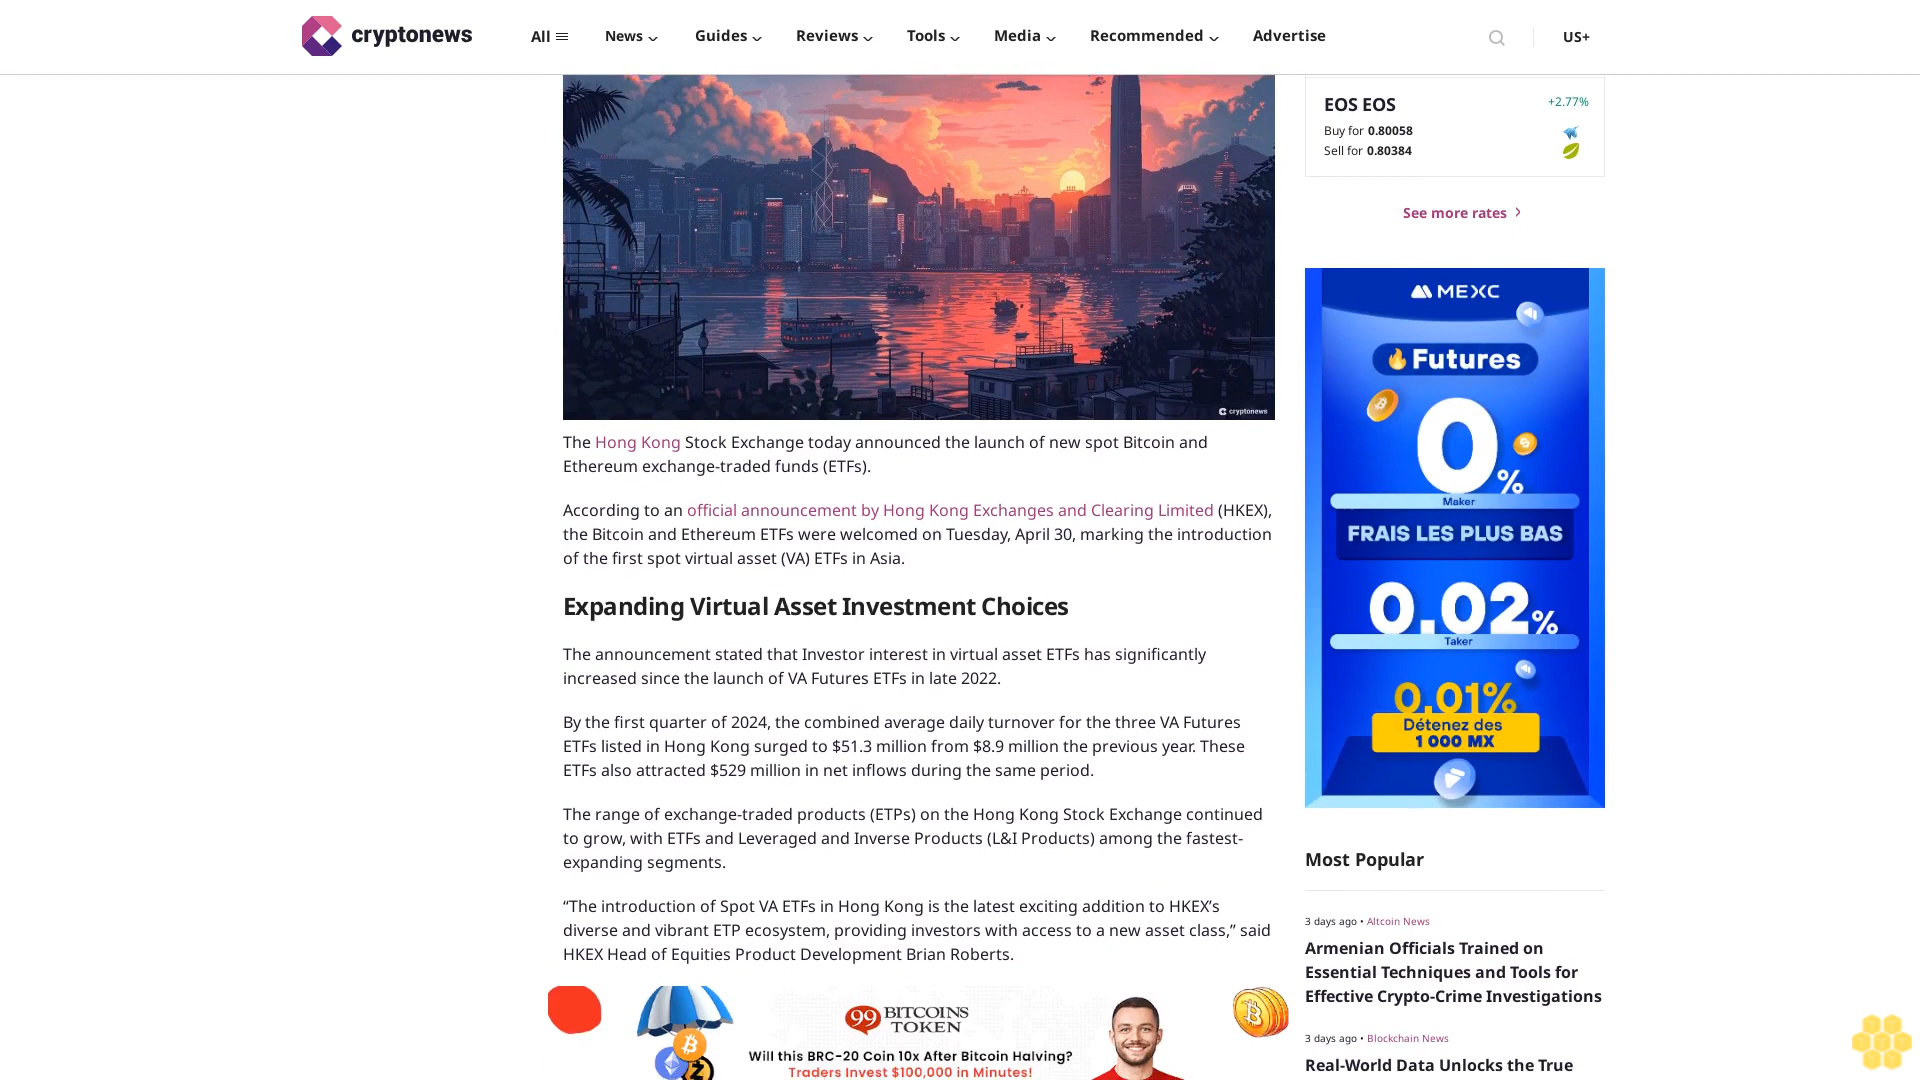 cryptonews
All
News
Guides
Reviews
Tools
Media
Recommended
Advertise
US+
cryptonews
The Hong Kong Stock Exchange today announced the launch of new spot Bitcoin and
Ethereum exchange-traded funds (ETFs).
According to an official announcement by Hong Kong Exchanges and Clearing Limited (HKEX),
the Bitcoin and Ethereum ETFs were welcomed on Tuesday, April 30, marking the introduction
of the first spot virtual asset (VA) ETFs in Asia.
Expanding Virtual Asset Investment Choices
The announcement stated that Investor interest in virtual asset ETFs has significantly
increased since the launch of VA Futures ETFs in late 2022.
By the first quarter of 2024, the combined average daily turnover for the three VA Futures
ETFs listed in Hong Kong surged to $51.3 million from $8.9 million the previous year. These
ETFs also attracted $529 million in net inflows during the same period.
The range of exchange-traded products (ETPs) on the Hong Kong Stock Exchange continued
to grow, with ETFs and Leveraged and Inverse Products (L&I Products) among the fastest-
expanding segments.
“The introduction of Spot VA ETFs in Hong Kong is the latest exciting addition to HKEX’s
diverse and vibrant ETP ecosystem, providing investors with access to a new asset class,” said
HKEX Head of Equities Product Development Brian Roberts.
99 BITCOINS
TOKEN
Will this BRC-20 Coin 10x After Bitcoin Halving?
Traders Invest $100,000 in Minutes!
EOS EOS
+2.77%
Buy for 0.80058
Sell for 0.80384
See more rates
MEXC
Futures
0%
Maker
FRAIS LES PLUS BAS
0.02%
Taker
0.01%
Détenez des
1 000 MX
Most Popular
3 days ago • Altcoin News
Armenian Officials Trained on
Essential Techniques and Tools for
Effective Crypto-Crime Investigations
3 days ago • Blockchain News
Real-World Data Unlocks the True